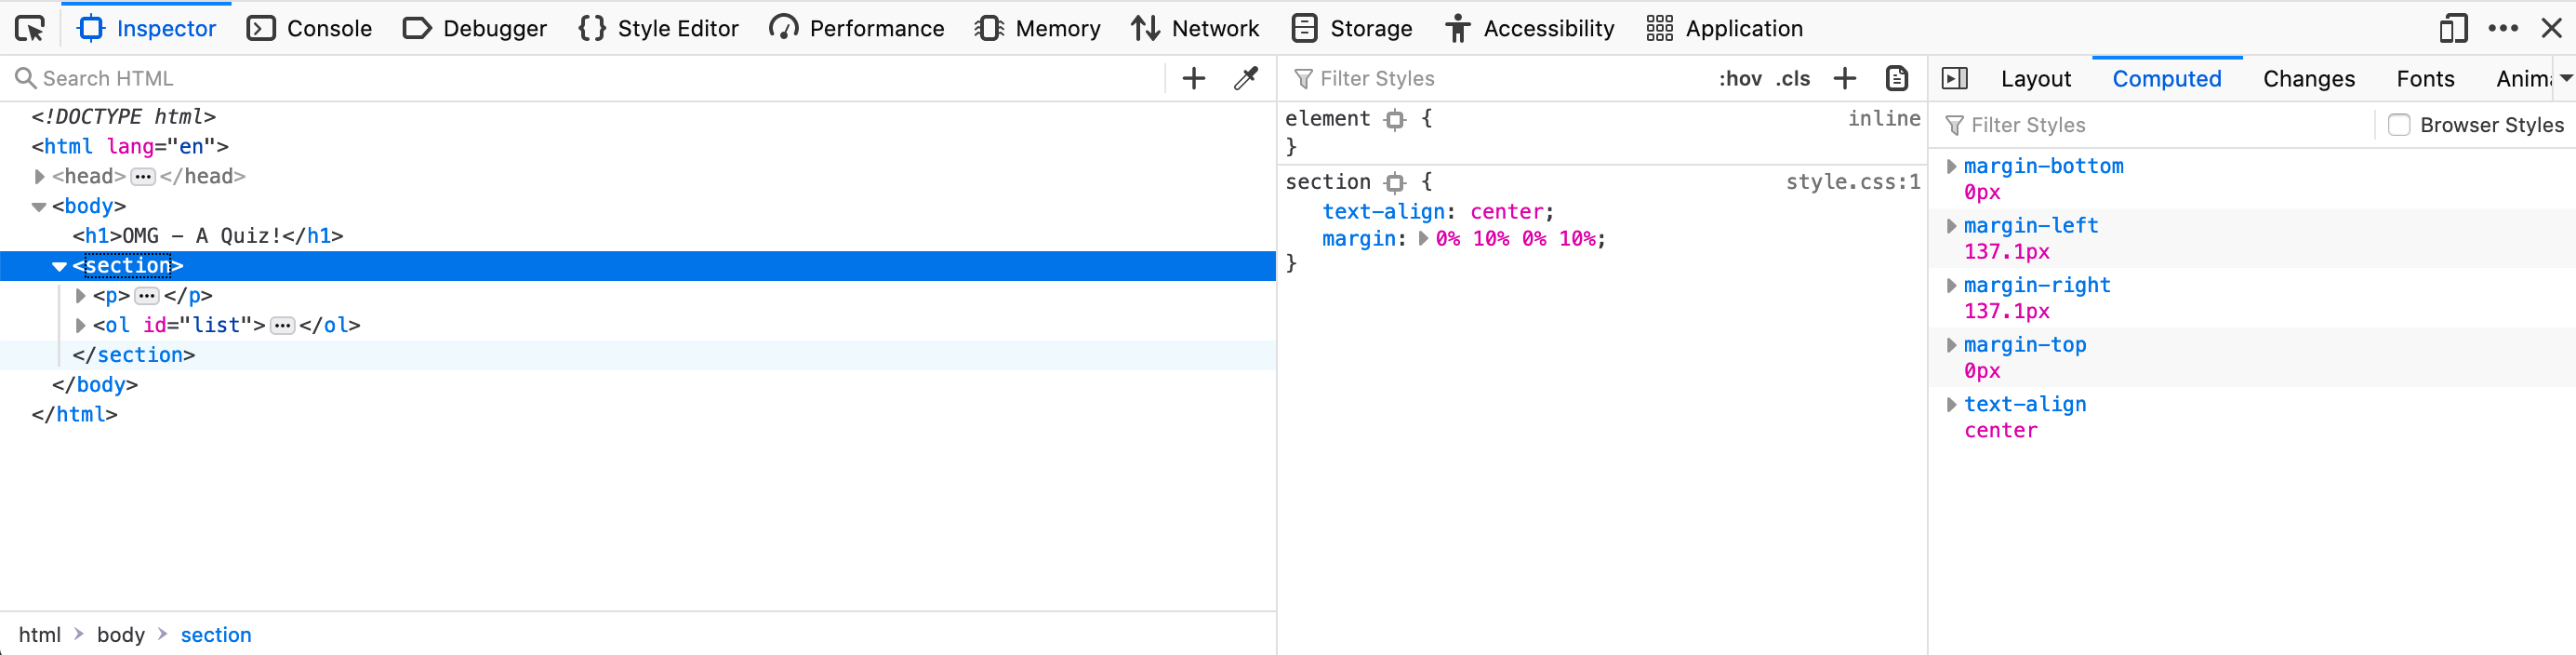 Inspector Console Debugger Style Editor Performance Memory Network Storage Accessibility Application
Search HTML
<!DOCTYPE html>
<html lang="en">
<head>⋯</head>
<body>
<h1>OMG - A Quiz!</h1>
<section>
<p>⋯</p>
<ol id="list">⋯</ol>
</section>
</body>
</html>
html > body > section
Filter Styles :hov .cls
element { inline
}
section { style.css:1
text-align: center;
margin: 0% 10% 0% 10%;
}
Layout Computed Changes Fonts Anim
Filter Styles Browser Styles
margin-bottom
0px
margin-left
137.1px
margin-right
137.1px
margin-top
0px
text-align
center